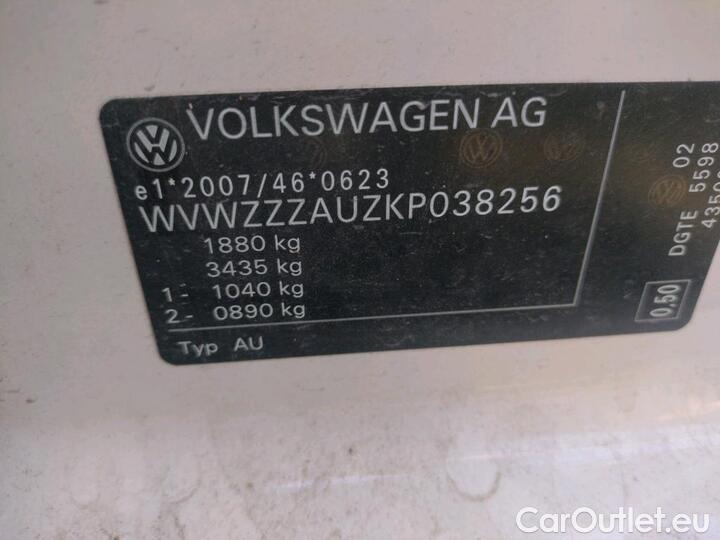 VOLKSWAGEN AG
e1*2007/46*0623
WVWZZZAUZKP038256
1880 kg
3435 kg
1- 1040 kg
2- 0890 kg
Typ AU
02
DGTE 5598
0.50
CarOutlet.eu